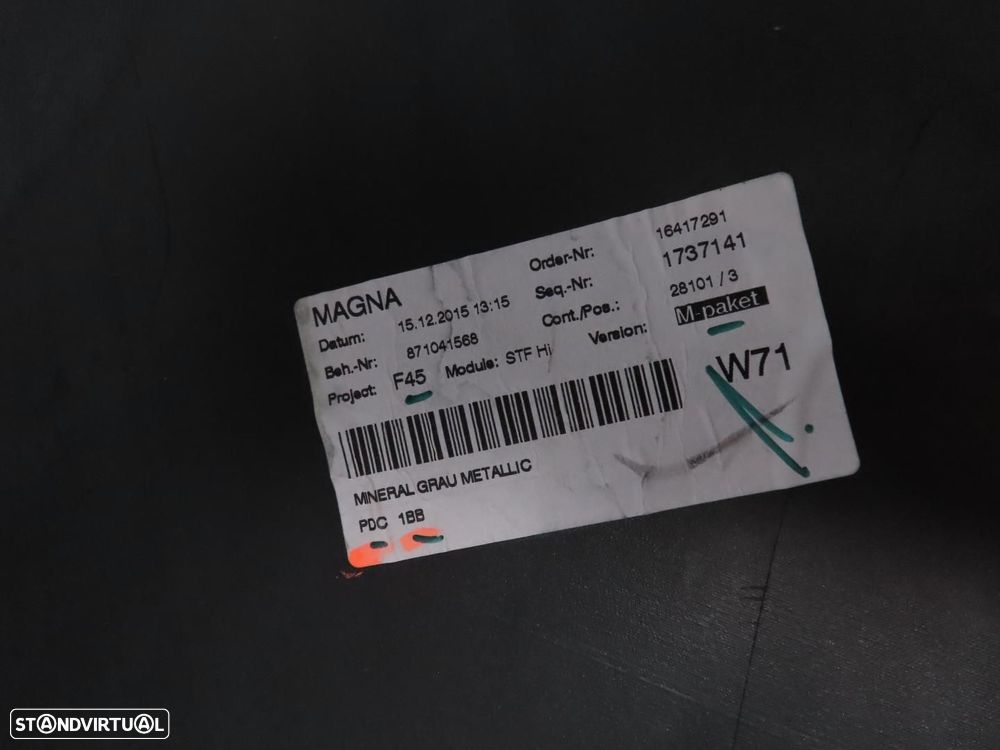 MAGNA
Datum: 15.12.2015 13:15
Beh.-Nr: 871041568
Project: F45 Module: STF Hi
Order-Nr: 16417291
Seq.-Nr: 1737141
Cont./Pos.: 28101 / 3
Version: M-paket
W71
MINERAL GRAU METALLIC
PDC 1BB
STANDVIRTUAL